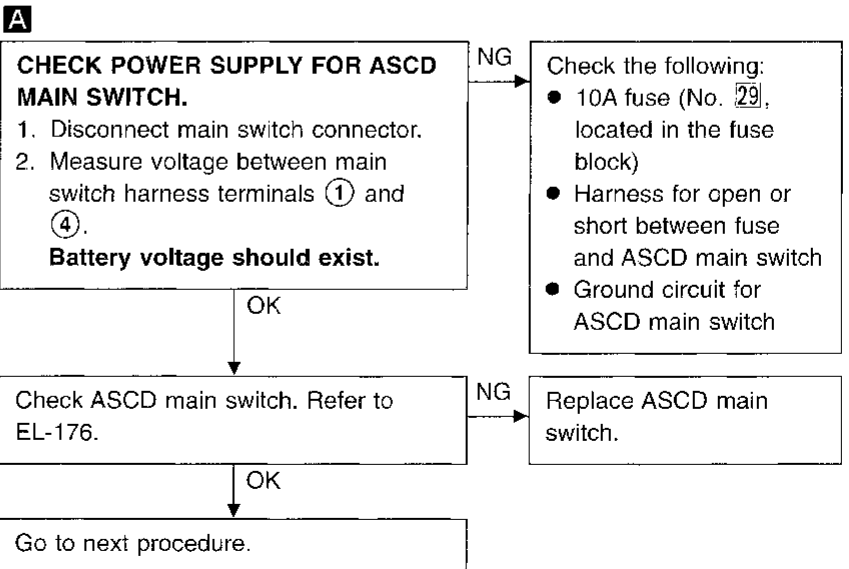 A
CHECK POWER SUPPLY FOR ASCD
MAIN SWITCH.
1. Disconnect main switch connector.
2. Measure voltage between main
switch harness terminals ① and
④.
Battery voltage should exist.
NG
Check the following:
● 10A fuse (No. 29,
located in the fuse
block)
● Harness for open or
short between fuse
and ASCD main switch
● Ground circuit for
ASCD main switch
OK
Check ASCD main switch. Refer to
EL-176.
NG
Replace ASCD main
switch.
OK
Go to next procedure.